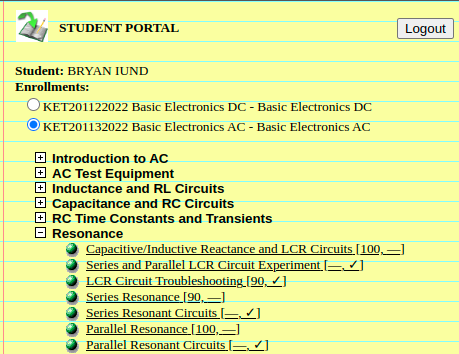 STUDENT PORTAL
Logout
Student: BRYAN IUND
Enrollments:
KET201122022 Basic Electronics DC - Basic Electronics DC
KET201132022 Basic Electronics AC - Basic Electronics AC
Introduction to AC
AC Test Equipment
Inductance and RL Circuits
Capacitance and RC Circuits
RC Time Constants and Transients
Resonance
Capacitive/Inductive Reactance and LCR Circuits [100, —]
Series and Parallel LCR Circuit Experiment [—, ✓]
LCR Circuit Troubleshooting [90, ✓]
Series Resonance [90, —]
Series Resonant Circuits [—, ✓]
Parallel Resonance [100, —]
Parallel Resonant Circuits [—, ✓]